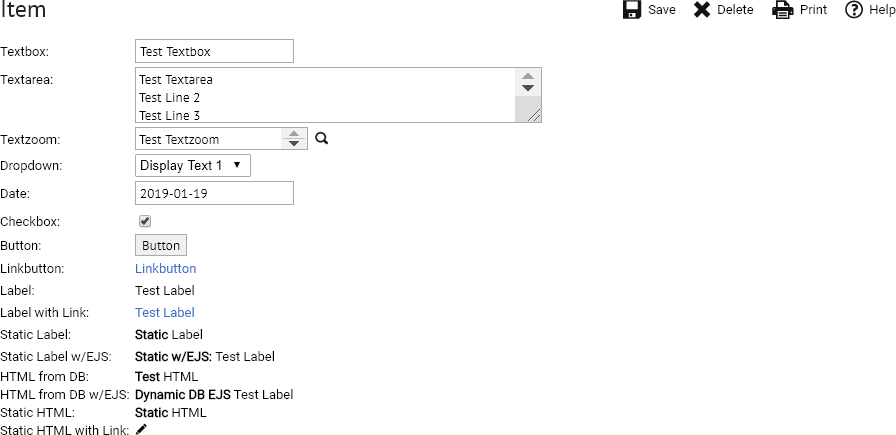 Item Save Delete Print Help
Textbox: Test Textbox
Textarea: Test Textarea
Test Line 2
Test Line 3
Textzoom: Test Textzoom
Dropdown: Display Text 1
Date: 2019-01-19
Checkbox:
Button: Button
Linkbutton: Linkbutton
Label: Test Label
Label with Link: Test Label
Static Label: Static Label
Static Label w/EJS: Static w/EJS: Test Label
HTML from DB: Test HTML
HTML from DB w/EJS: Dynamic DB EJS Test Label
Static HTML: Static HTML
Static HTML with Link: